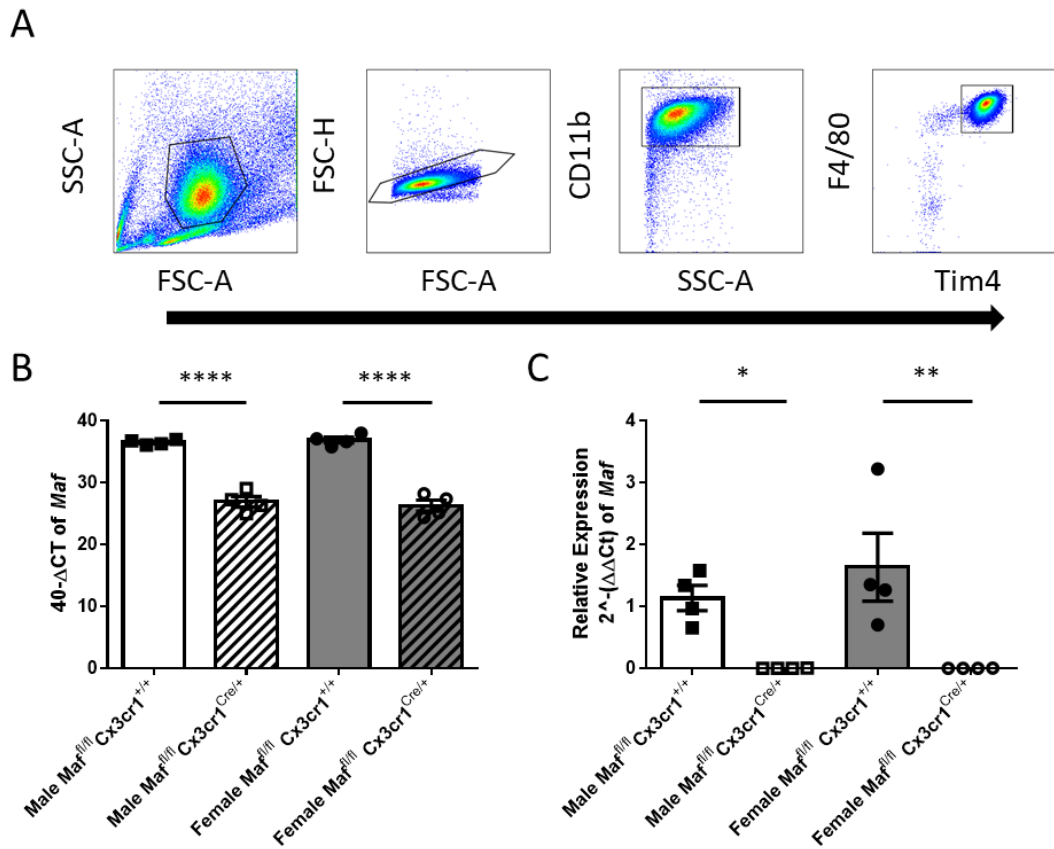 A
SSC-A
FSC-A
FSC-H
FSC-A
CD11b
SSC-A
F4/80
Tim4
B
**** ****
40-ΔCT of Maf
40
30
20
10
0
Male Maf^fl/fl Cx3cr1^+/+
Male Maf^fl/fl Cx3cr1^Cre/+
Female Maf^fl/fl Cx3cr1^+/+
Female Maf^fl/fl Cx3cr1^Cre/+
C
* **
Relative Expression
2^-(ΔΔCt) of Maf
4
3
2
1
0
Male Maf^fl/fl Cx3cr1^+/+
Male Maf^fl/fl Cx3cr1^Cre/+
Female Maf^fl/fl Cx3cr1^+/+
Female Maf^fl/fl Cx3cr1^Cre/+